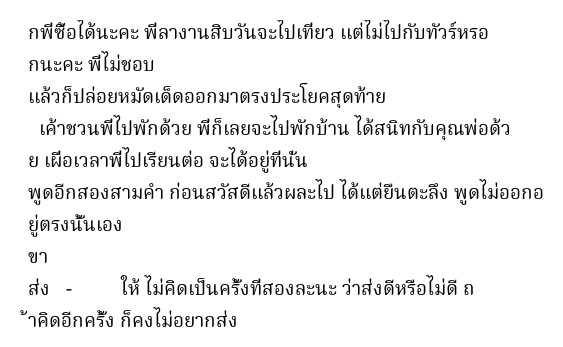 กพี่ซื้อได้นะคะ พี่ลางานสิบวันจะไปเที่ยว แต่ไม่ไปกับทัวร์หรอ
กนะคะ พี่ไม่ชอบ
แล้วก็ปล่อยหมัดเด็ดออกมาตรงประโยคสุดท้าย
เค้าชวนพี่ไปพักด้วย พี่ก็เลยจะไปพักบ้าน ได้สนิทกับคุณพ่อด้ว
ย เผื่อเวลาพี่ไปเรียนต่อ จะได้อยู่ที่นั่น
พูดอีกสองสามคำ ก่อนสวัสดีแล้วผละไป ได้แต่ยืนตะลึง พูดไม่ออกอ
ยู่ตรงนั้นเอง
ขา
ส่ง - ให้ ไม่คิดเป็นครั้งที่สองละนะ ว่าส่งดีหรือไม่ดี ถ
้าคิดอีกครั้ง ก็คงไม่อยากส่ง